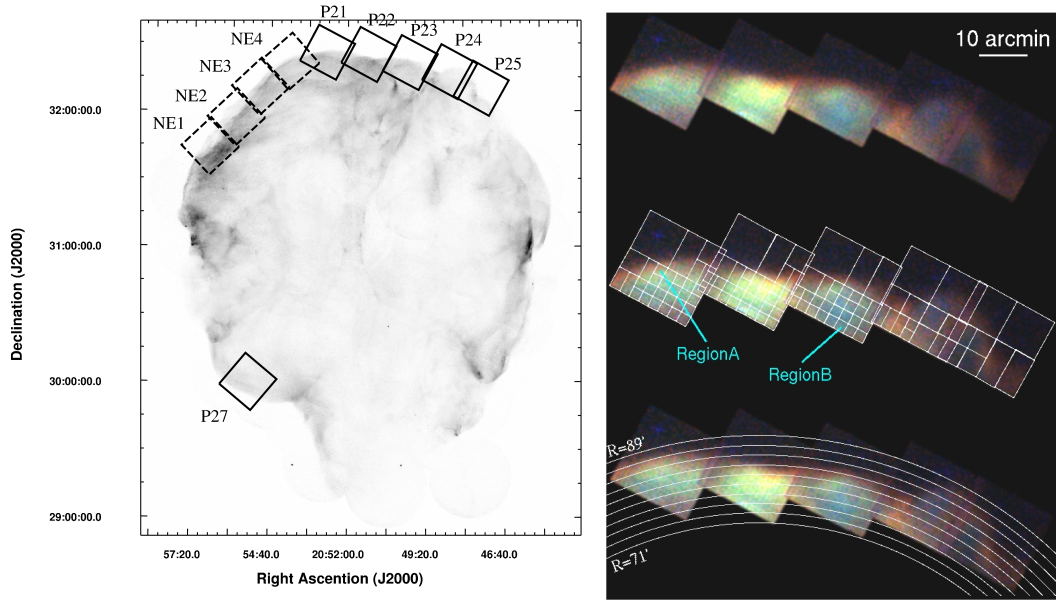 P21
P22
NE4
P23
P24
NE3
P25
NE2
NE1
P27
32:00:00.0
31:00:00.0
30:00:00.0
29:00:00.0
Declination (J2000)
57:20.0
54:40.0
20:52:00.0
49:20.0
46:40.0
Right Ascention (J2000)
10 arcmin
RegionA
RegionB
R=89'
R=71'